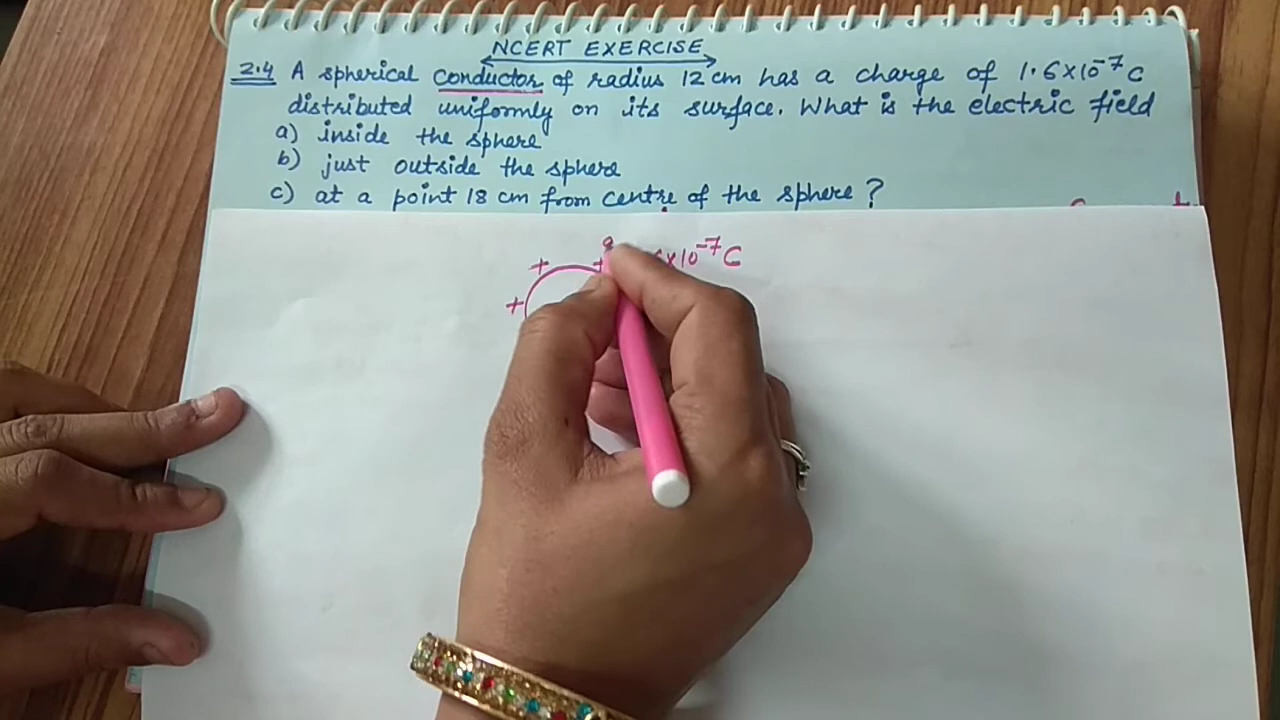 NCERT EXERCISE
2.4 A spherical conductor of radius 12 cm has a charge of 1.6×10⁻⁷ C
distributed uniformly on its surface. What is the electric field
a) inside the sphere
b) just outside the sphere
c) at a point 18 cm from centre of the sphere ?
+ + 6×10⁻⁷ C
+